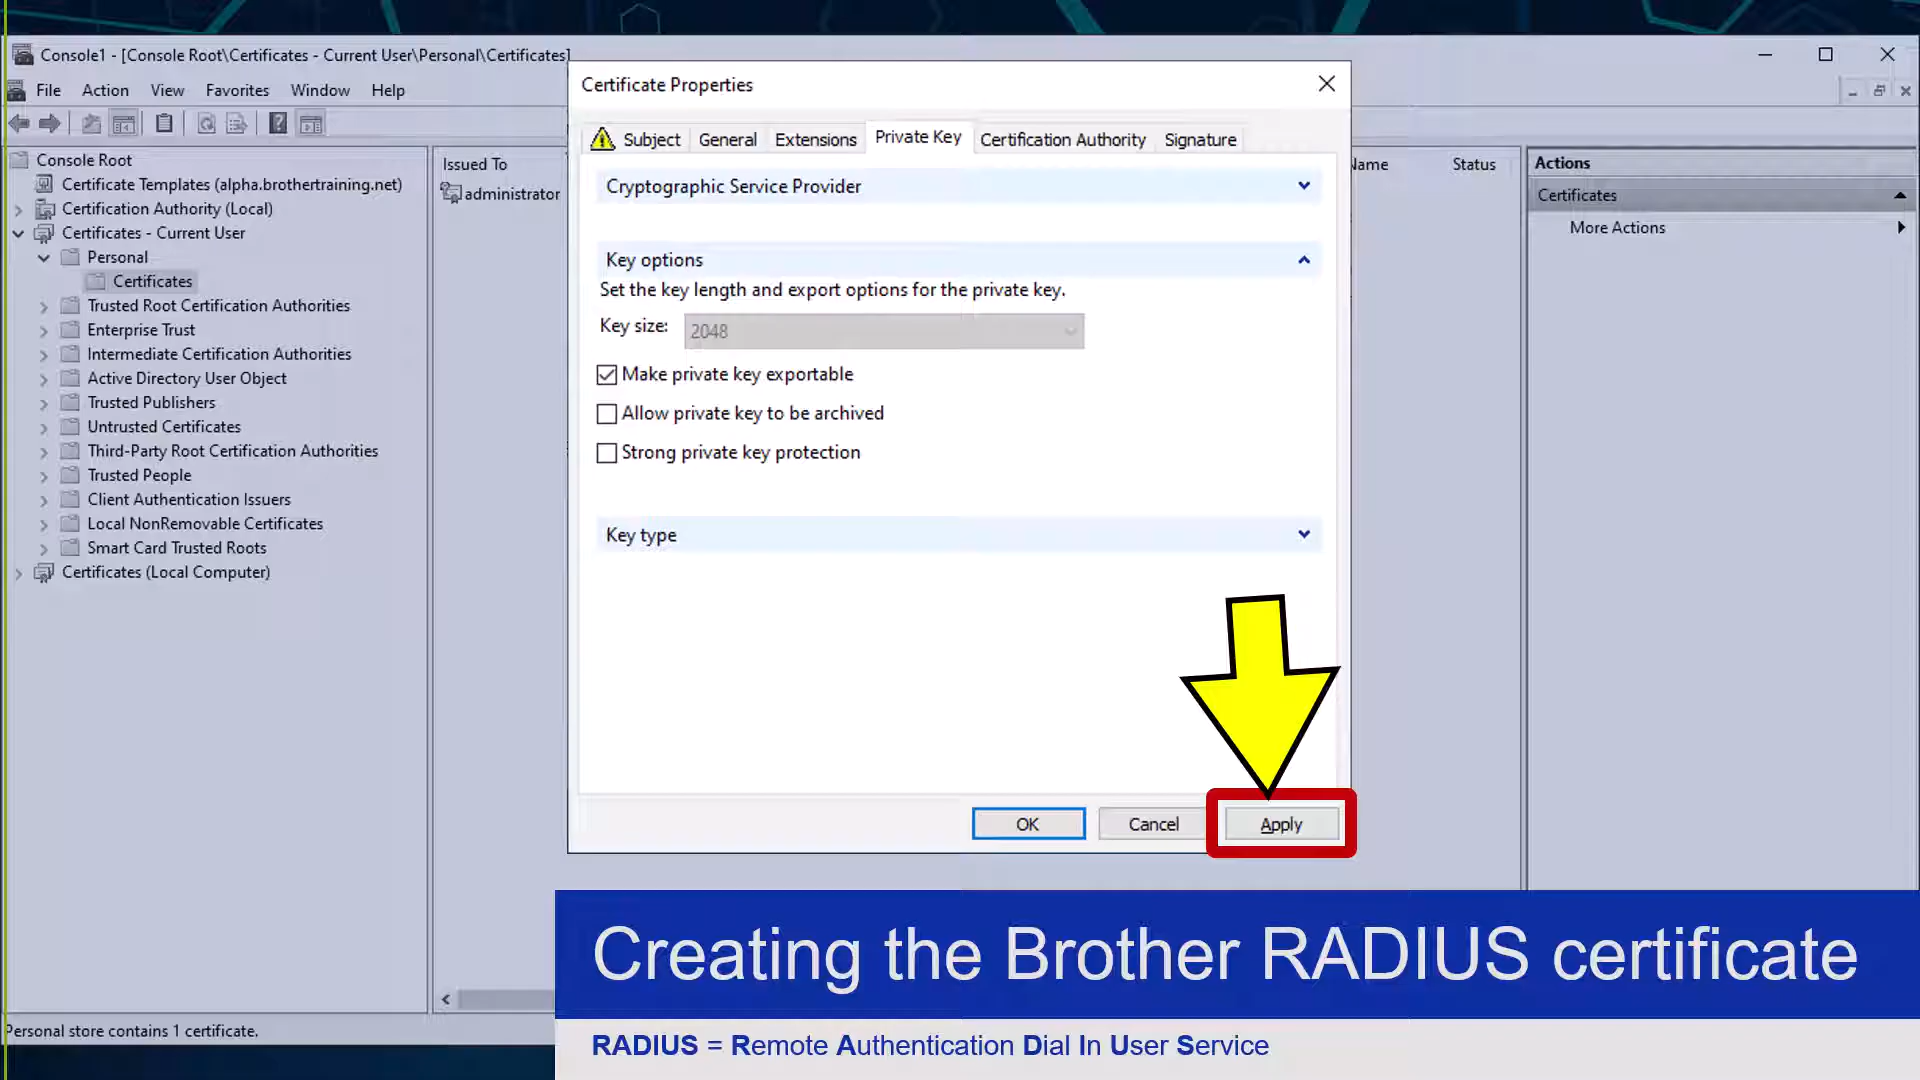 Console1 - [Console Root\Certificates - Current User\Personal\Certificates]
File Action View Favorites Window Help
Console Root
Certificate Templates (alpha.brothertraining.net)
Certification Authority (Local)
Certificates - Current User
Personal
Certificates
Trusted Root Certification Authorities
Enterprise Trust
Intermediate Certification Authorities
Active Directory User Object
Trusted Publishers
Untrusted Certificates
Third-Party Root Certification Authorities
Trusted People
Client Authentication Issuers
Local NonRemovable Certificates
Smart Card Trusted Roots
Certificates (Local Computer)
Issued To
administrator
Certificate Properties
Subject General Extensions Private Key Certification Authority Signature
Cryptographic Service Provider
Key options
Set the key length and export options for the private key.
Key size: 2048
Make private key exportable
Allow private key to be archived
Strong private key protection
Key type
OK Cancel Apply
Name Status
Actions
Certificates
More Actions
Personal store contains 1 certificate.
Creating the Brother RADIUS certificate
RADIUS = Remote Authentication Dial In User Service